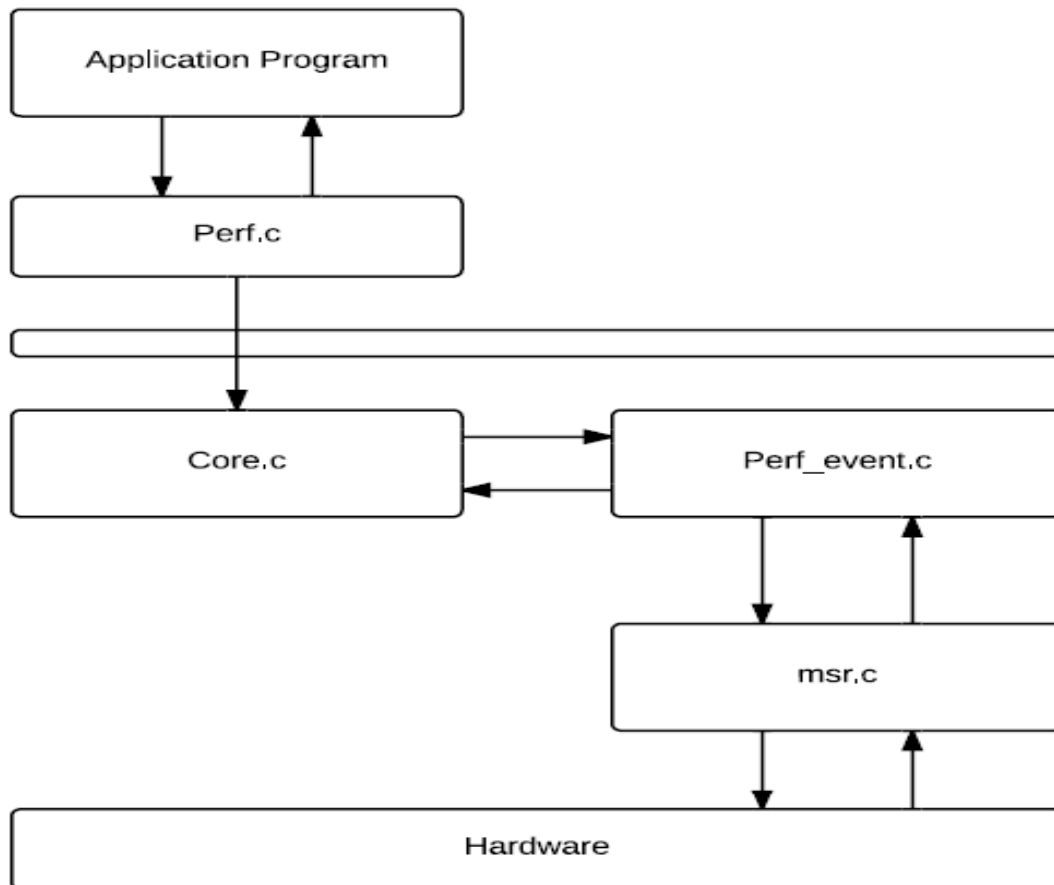 Application Program
Perf.c
Core.c
Perf_event.c
msr.c
Hardware